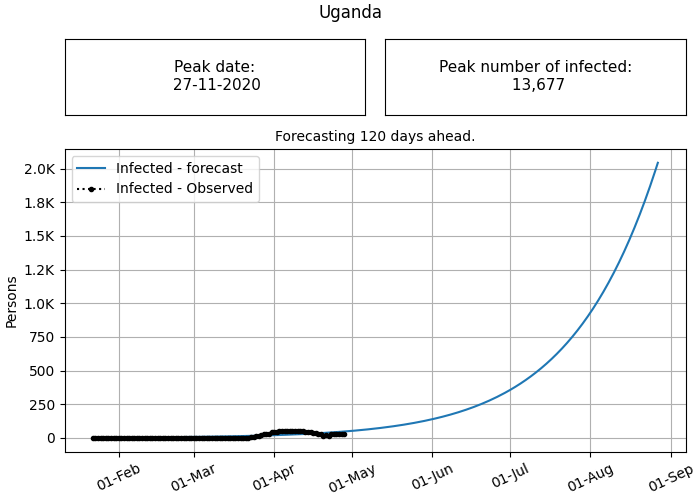 Uganda
Peak date:
27-11-2020
Peak number of infected:
13,677
Forecasting 120 days ahead.
Infected - forecast
Infected - Observed
2.0K
1.8K
1.5K
1.2K
1.0K
750
500
250
0
Persons
01-Feb
01-Mar
01-Apr
01-May
01-Jun
01-Jul
01-Aug
01-Sep